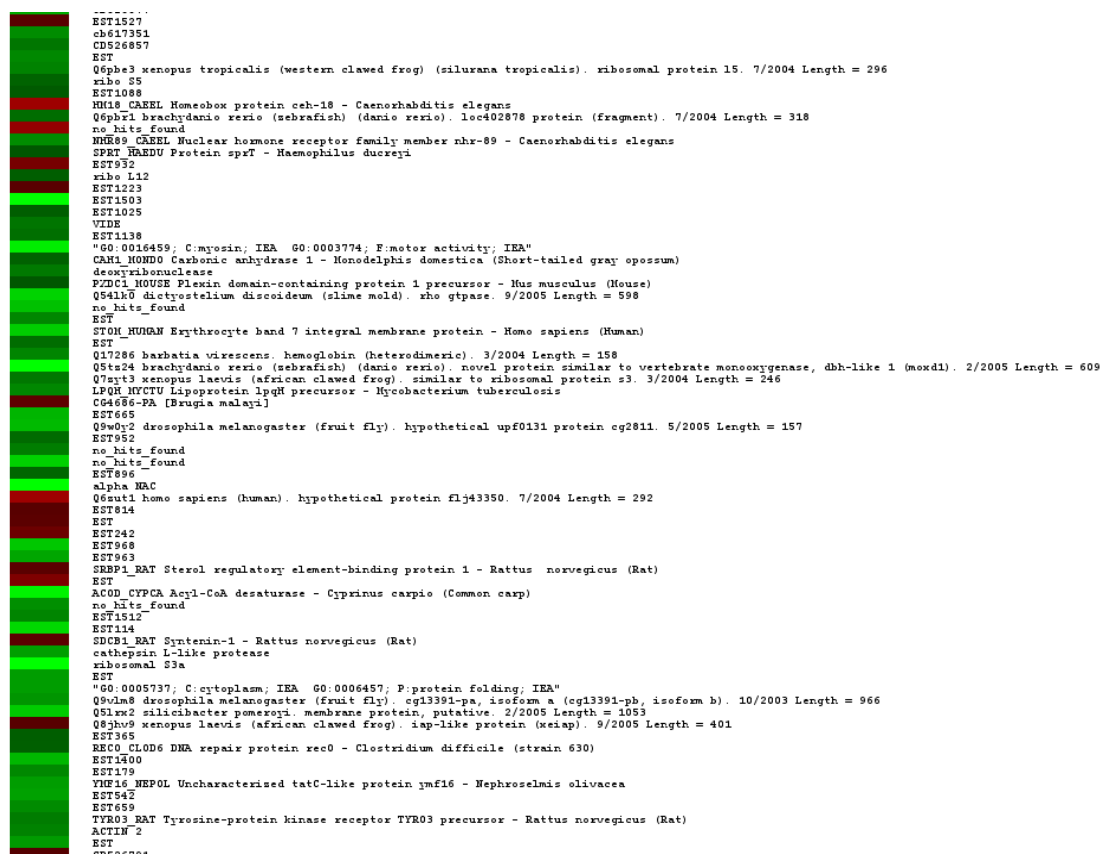 EST1527
cb617351
CD526857
EST
Q6pbe3 xenopus tropicalis (western clawed frog) (silurana tropicalis). ribosomal protein l5. 7/2004 Length = 296
ribo S5
EST1088
HM18_CAEEL Homeobox protein ceh-18 - Caenorhabditis elegans
Q6pbr1 brachydanio rerio (zebrafish) (danio rerio). loc402878 protein (fragment). 7/2004 Length = 318
no_hits_found
NHR89_CAEEL Nuclear hormone receptor family member nhr-89 - Caenorhabditis elegans
SPRT_HAEDU Protein sprT - Haemophilus ducreyi
EST932
ribo L12
EST1223
EST1503
EST1025
VIDE
EST1138
"GO:0016459; C:myosin; IEA  GO:0003774; F:motor activity; IEA"
CAH1_MONDO Carbonic anhydrase 1 - Monodelphis domestica (Short-tailed gray opossum)
deoxyribonuclease
PXDC1_MOUSE Plexin domain-containing protein 1 precursor - Mus musculus (Mouse)
Q54lk0 dictyostelium discoideum (slime mold). rho gtpase. 9/2005 Length = 598
no_hits_found
EST
STOM_HUMAN Erythrocyte band 7 integral membrane protein - Homo sapiens (Human)
EST
Q17286 barbatia virescens. hemoglobin (heterodimeric). 3/2004 Length = 158
Q5ts24 brachydanio rerio (zebrafish) (danio rerio). novel protein similar to vertebrate monooxygenase, dbh-like 1 (moxd1). 2/2005 Length = 609
Q7syt3 xenopus laevis (african clawed frog). similar to ribosomal protein s3. 3/2004 Length = 246
LPQH_MYCTU Lipoprotein lpqH precursor - Mycobacterium tuberculosis
CG4686-PA [Brugia malayi]
EST665
Q9w0y2 drosophila melanogaster (fruit fly). hypothetical upf0131 protein cg2811. 5/2005 Length = 157
EST952
no_hits_found
no_hits_found
EST896
alpha NAC
Q6zut1 homo sapiens (human). hypothetical protein flj43350. 7/2004 Length = 292
EST814
EST
EST242
EST968
EST963
SRBP1_RAT Sterol regulatory element-binding protein 1 - Rattus  norvegicus (Rat)
EST
ACOD_CYPCA Acyl-CoA desaturase - Cyprinus carpio (Common carp)
no_hits_found
EST1512
EST114
SDCB1_RAT Syntenin-1 - Rattus norvegicus (Rat)
cathepsin L-like protease
ribosomal S3a
EST
"GO:0005737; C:cytoplasm; IEA  GO:0006457; P:protein folding; IEA"
Q9vlm8 drosophila melanogaster (fruit fly). cg13391-pa, isoform a (cg13391-pb, isoform b). 10/2003 Length = 966
Q5lrx2 silicibacter pomeroyi. membrane protein, putative. 2/2005 Length = 1053
Q8jhv9 xenopus laevis (african clawed frog). iap-like protein (xeiap). 9/2005 Length = 401
EST365
RECO_CLOD6 DNA repair protein recO - Clostridium difficile (strain 630)
EST1400
EST179
YMF16_NEPOL Uncharacterised tatC-like protein ymf16 - Nephroselmis olivacea
EST542
EST659
TYRO3_RAT Tyrosine-protein kinase receptor TYRO3 precursor - Rattus norvegicus (Rat)
ACTIN 2
EST